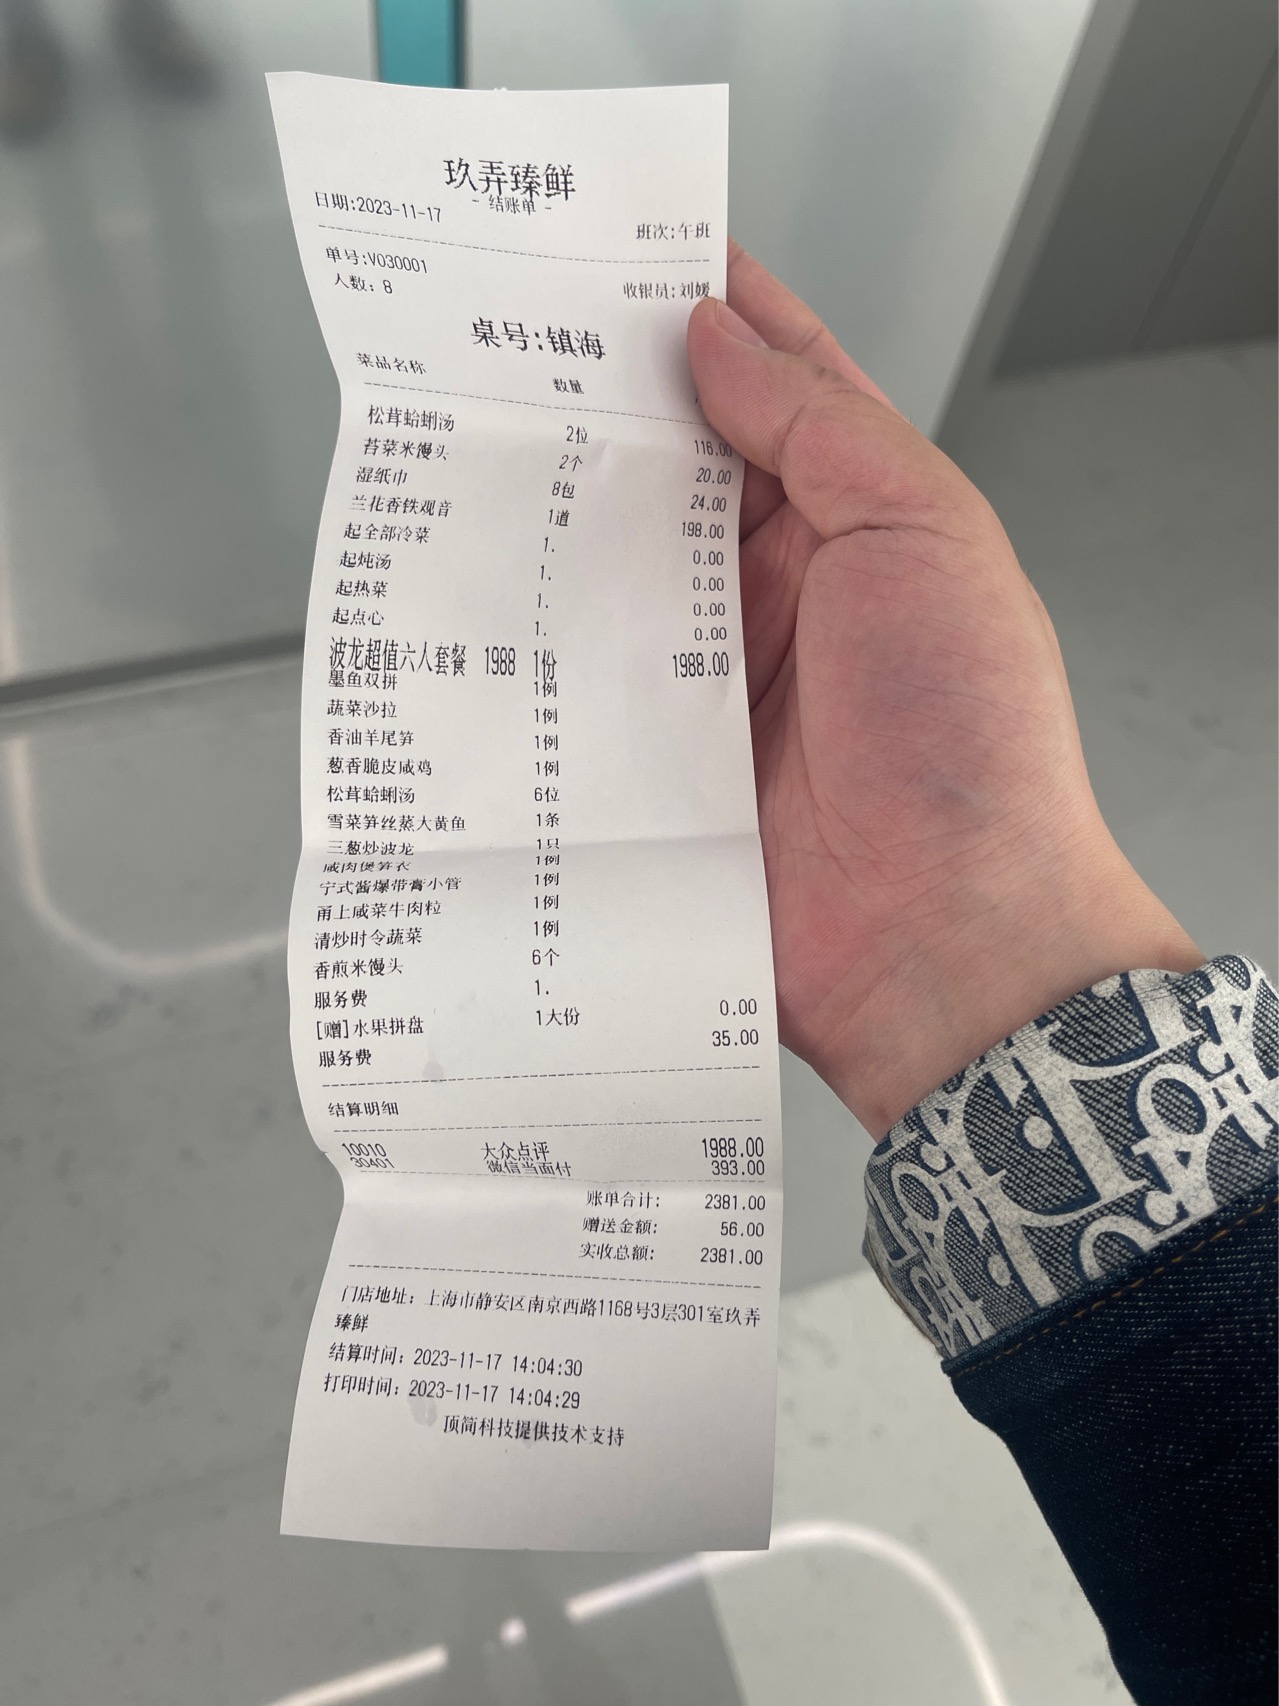 玖弄臻鲜
- 结账单 -
日期:2023-11-17
班次:午班
单号:V030001
人数: 8
收银员:刘媛
桌号:镇海
菜品名称 数量
松茸蛤蜊汤 2位 116.00
苔菜米馒头 2个 20.00
湿纸巾 8包 24.00
兰花香铁观音 1道 198.00
起全部冷菜 1. 0.00
起炖汤 1. 0.00
起热菜 1. 0.00
起点心 1. 0.00
波龙超值六人套餐 1988 1份 1988.00
墨鱼双拼 1例
蔬菜沙拉 1例
香油羊尾笋 1例
葱香脆皮咸鸡 1例
松茸蛤蜊汤 6位
雪菜笋丝蒸大黄鱼 1条
三葱炒波龙 1只
咸肉煲笋衣 1例
宁式酱爆带膏小管 1例
甬上咸菜牛肉粒 1例
清炒时令蔬菜 1例
香煎米馒头 6个
服务费 1.
[赠]水果拼盘 1大份 0.00
服务费 35.00
结算明细
10010 大众点评 1988.00
30401 微信当面付 393.00
账单合计: 2381.00
赠送金额: 56.00
实收总额: 2381.00
门店地址: 上海市静安区南京西路1168号3层301室玖弄
臻鲜
结算时间: 2023-11-17 14:04:30
打印时间: 2023-11-17 14:04:29
顶简科技提供技术支持